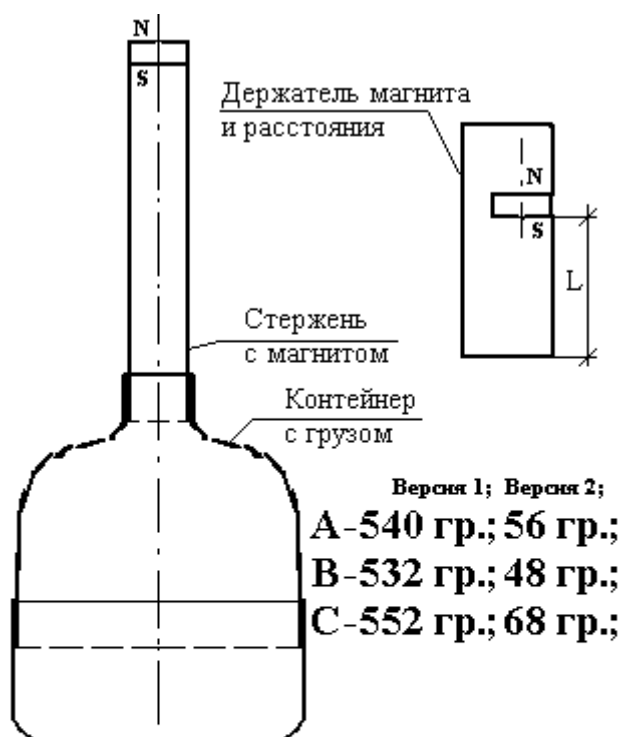 N
S
Держатель магнита
и расстояния
N
S
L
Стержень
с магнитом
Контейнер
с грузом
Версия 1; Версия 2;
А-540 гр.; 56 гр.;
В-532 гр.; 48 гр.;
С-552 гр.; 68 гр.;